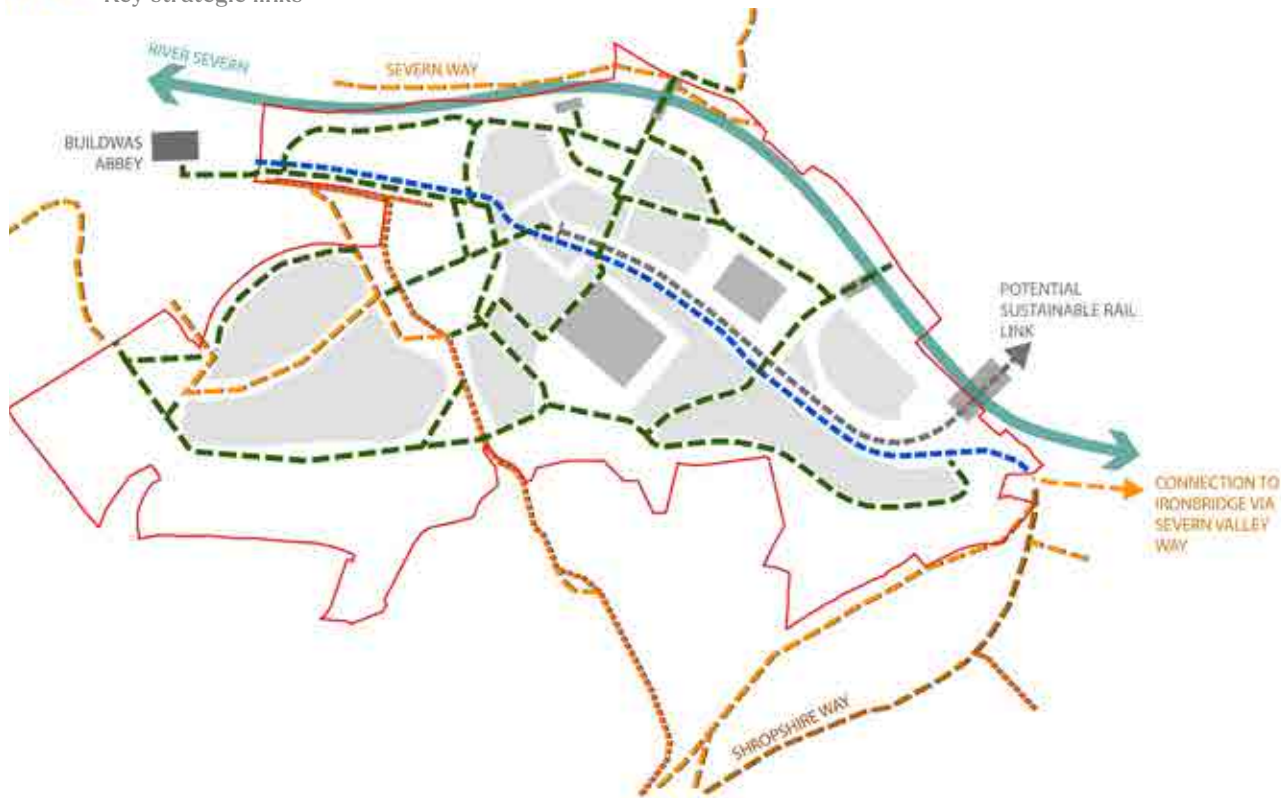 Key strategic links
RIVER SEVERN
SEVERN WAY
BUILDWAS
ABBEY
POTENTIAL
SUSTAINABLE RAIL
LINK
CONNECTION TO
IRONBRIDGE VIA
SEVERN VALLEY
WAY
SHROPSHIRE WAY